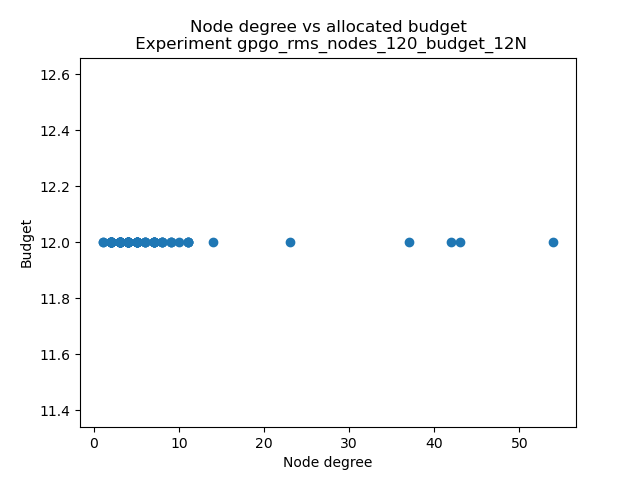 Node degree vs allocated budget
Experiment gpgo_rms_nodes_120_budget_12N
12.6
12.4
12.2
12.0
11.8
11.6
11.4
Budget
0 10 20 30 40 50
Node degree